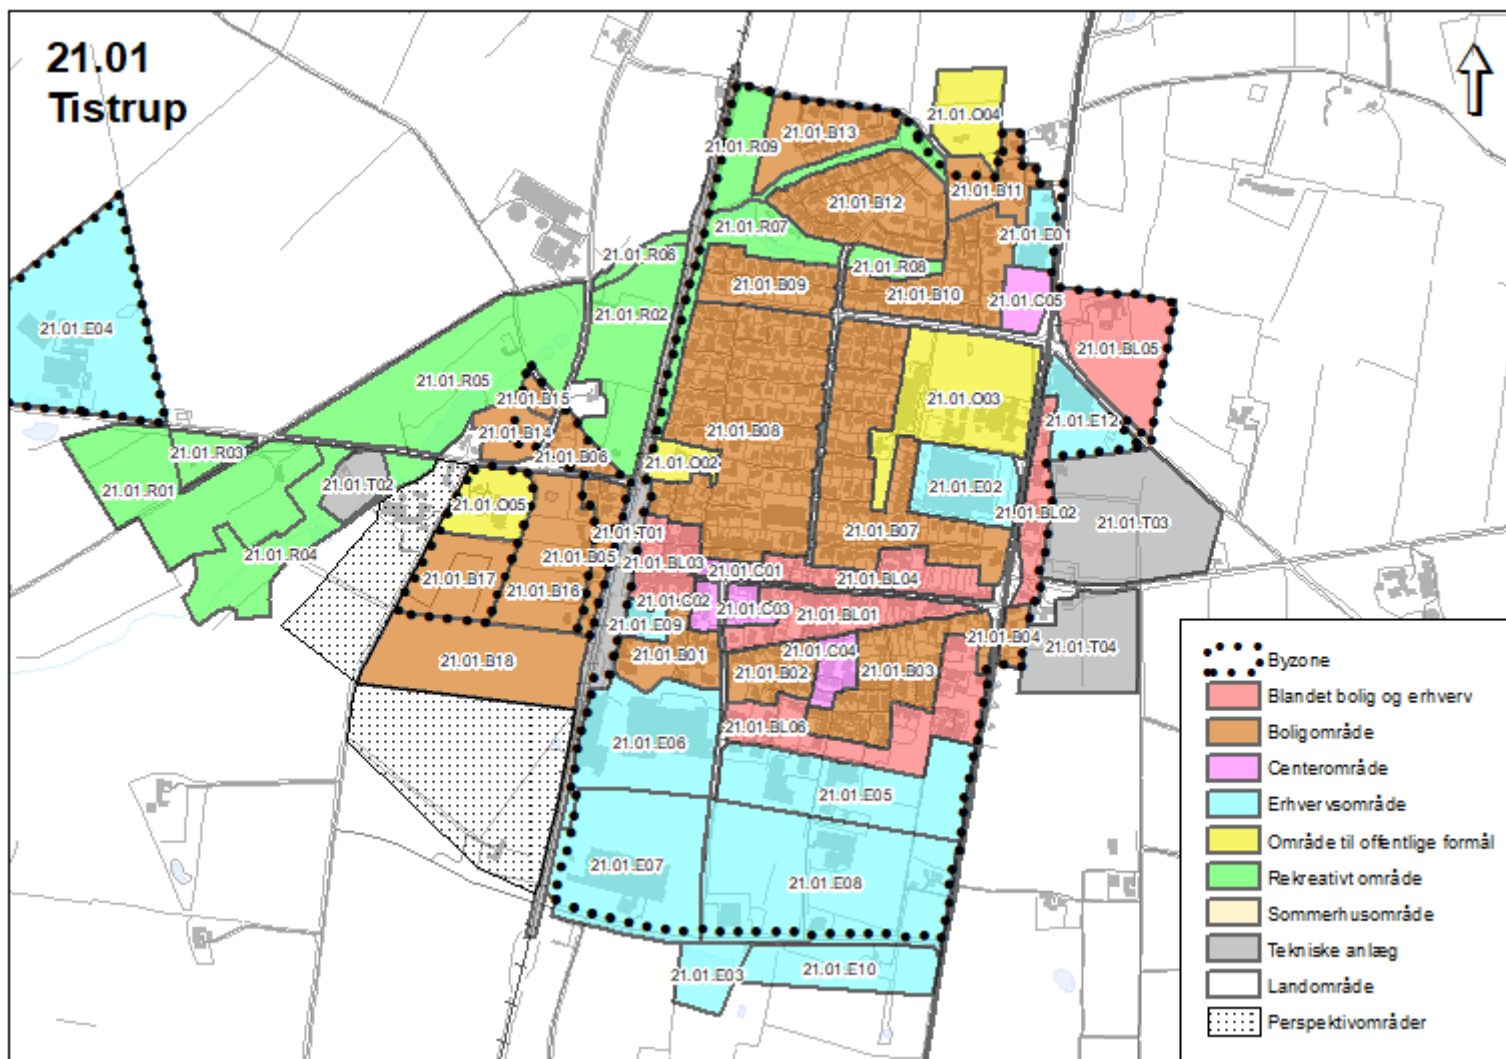 21.01
Tistrup
21.01.O04
21.01.B13
21.01.R09
21.01.B11
21.01.B12
21.01.R07
21.01.E01
21.01.R06
21.01.R08
21.01.B09
21.01.B10
21.01.C05
21.01.R02
21.01.E04
21.01.BL05
21.01.R05
21.01.B15
21.01.O03
21.01.E12
21.01.B14
21.01.B08
21.01.R03
21.01.B06
21.01.O02
21.01.T02
21.01.R01
21.01.E02
21.01.O05
21.01.BL02
21.01.T03
21.01.T01
21.01.B07
21.01.R04
21.01.B05
21.01.BL03
21.01.C01
21.01.B17
21.01.BL04
21.01.B16
21.01.C02
21.01.C03
21.01.BL01
21.01.E09
21.01.B04
21.01.T04
21.01.C04
21.01.B18
21.01.B01
21.01.B02
21.01.B03
21.01.BL06
21.01.E06
21.01.E05
21.01.E07
21.01.E08
21.01.E03
21.01.E10
Byzone
Blandet bolig og erhverv
Boligområde
Centerområde
Erhvervsområde
Område til offentlige formål
Rekreativt område
Sommerhusområde
Tekniske anlæg
Landområde
Perspektivområder